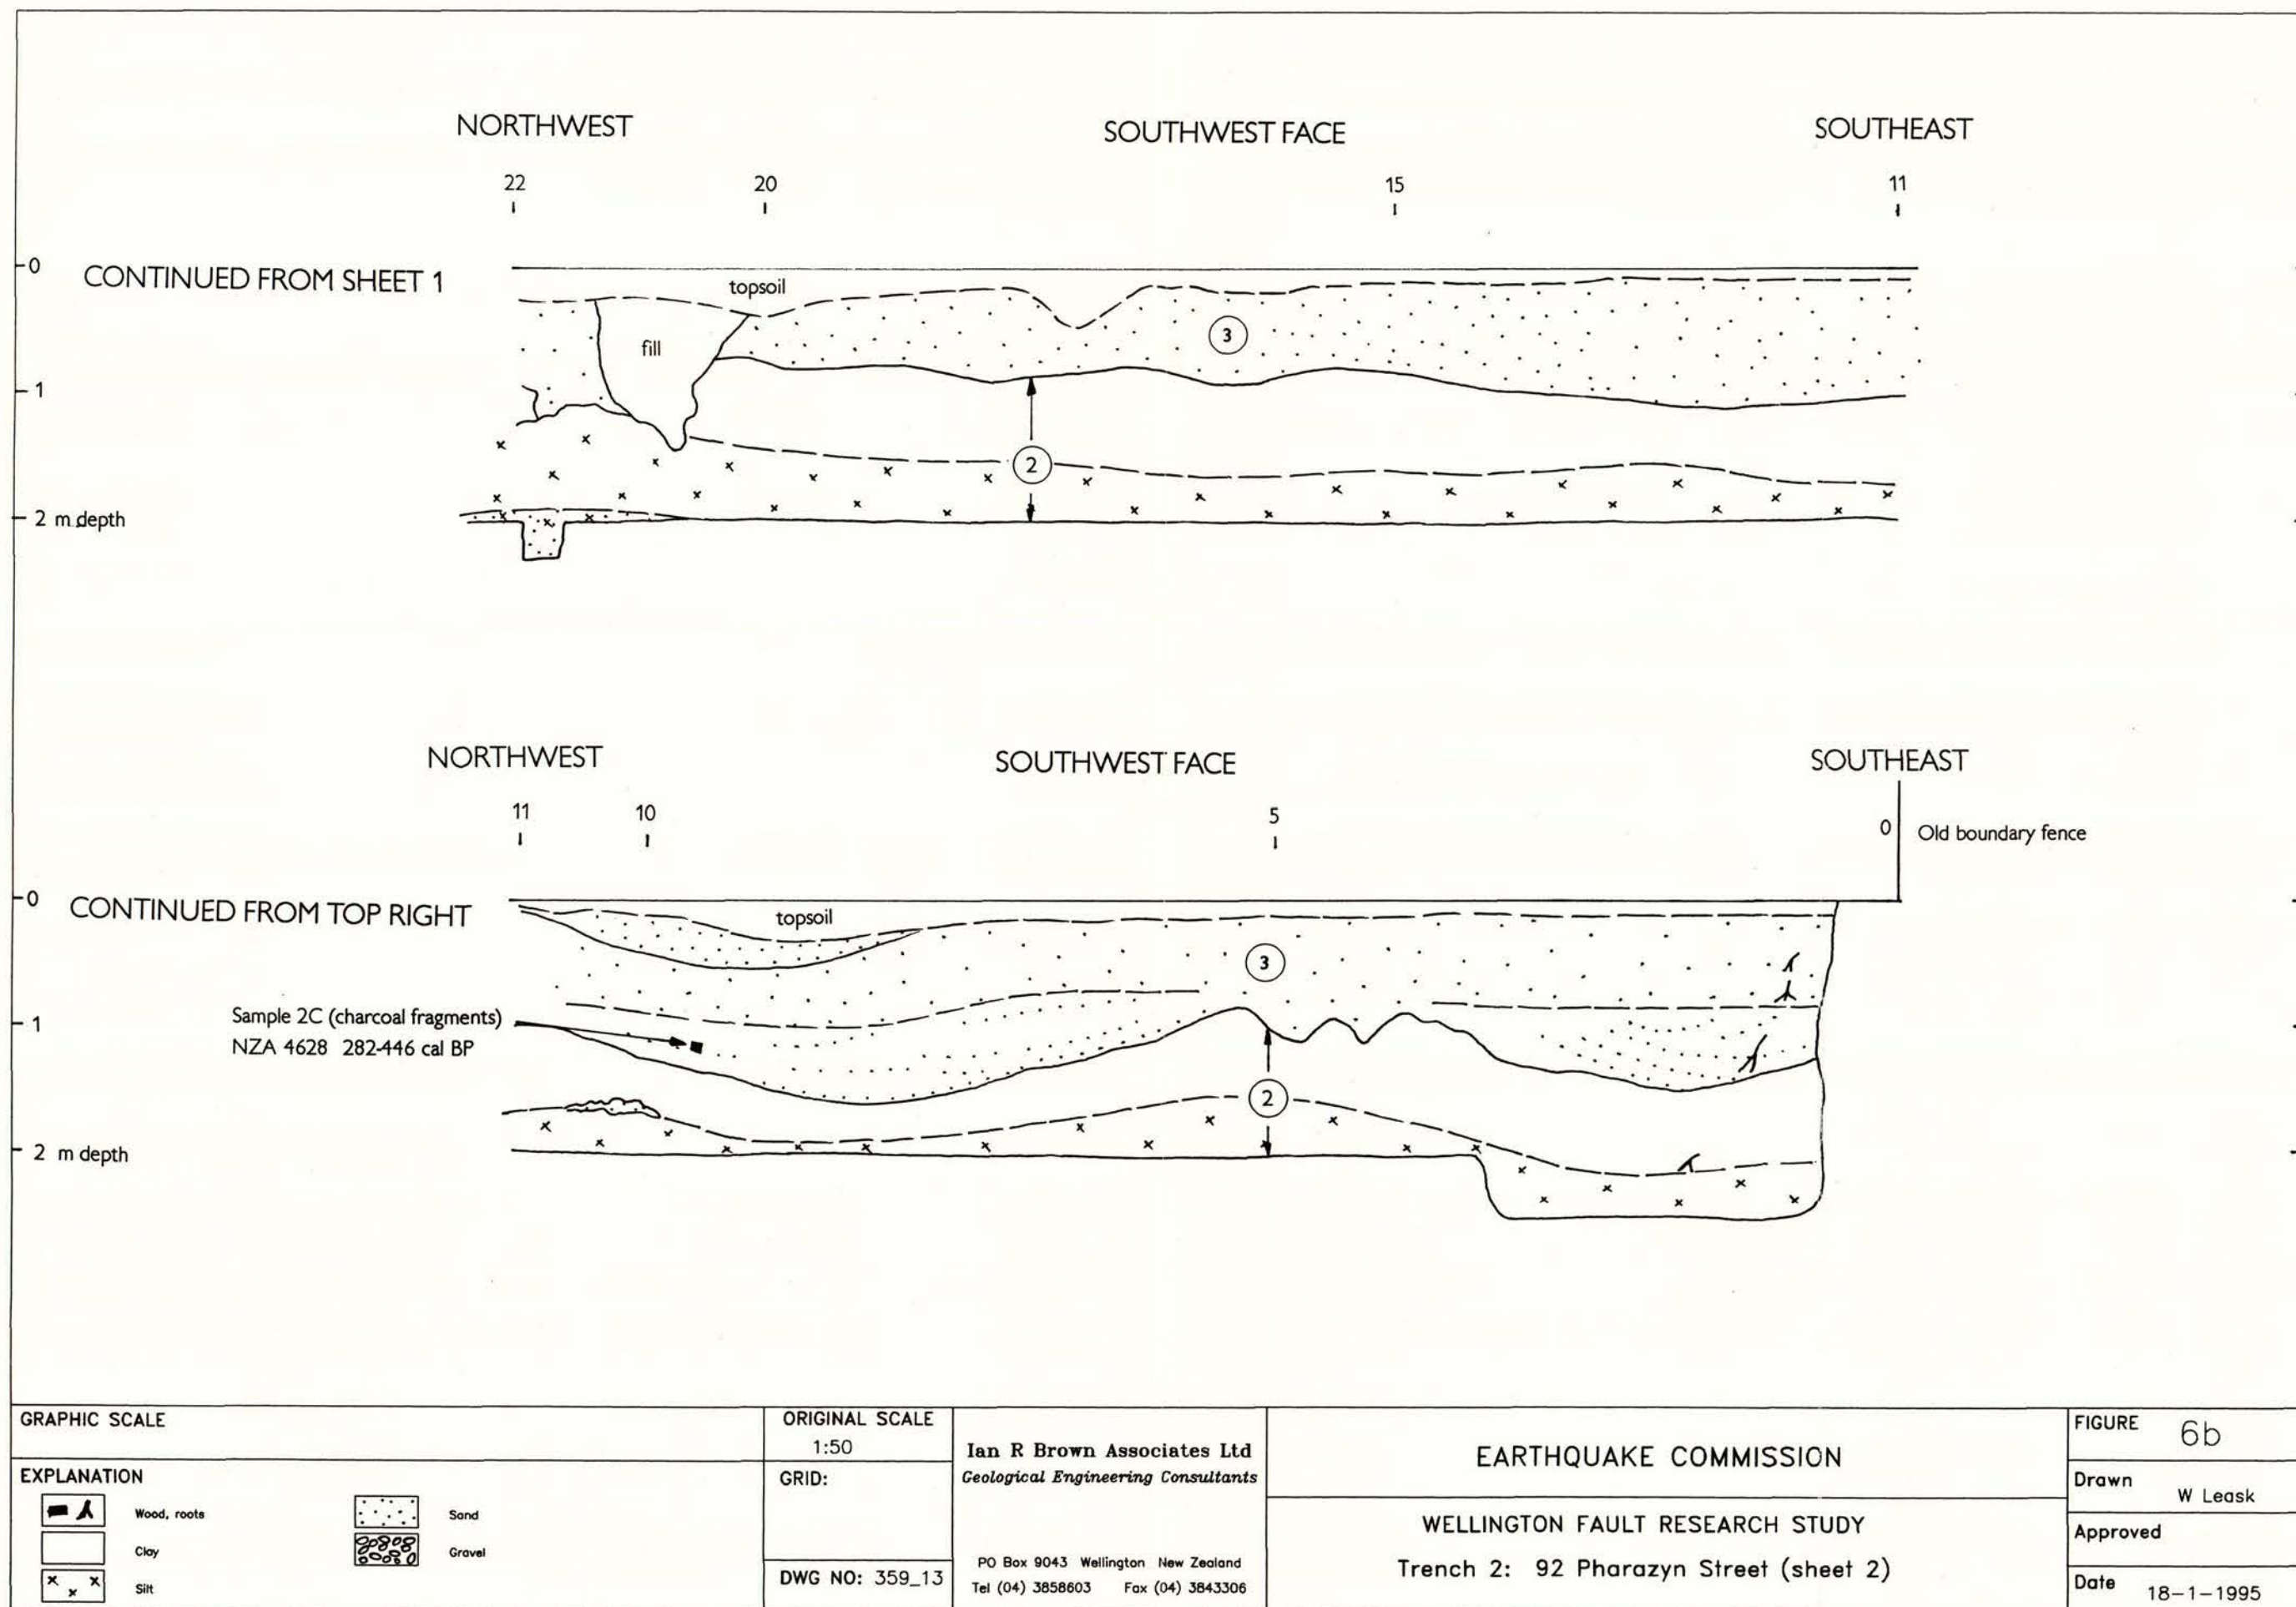 NORTHWEST
SOUTHWEST FACE
SOUTHEAST
22
20
15
11
0
CONTINUED FROM SHEET 1
topsoil
3
fill
1
2
2 m depth
NORTHWEST
SOUTHWEST FACE
SOUTHEAST
11
10
5
0
Old boundary fence
0
CONTINUED FROM TOP RIGHT
topsoil
3
Sample 2C (charcoal fragments)
1
NZA 4628 282-446 cal BP
2
2 m depth
GRAPHIC SCALE
EXPLANATION
Wood, roots
Clay
Silt
Sand
Gravel
ORIGINAL SCALE
1:50
GRID:
DWG NO: 359_13
Ian R Brown Associates Ltd
Geological Engineering Consultants
PO Box 9043 Wellington New Zealand
Tel (04) 3858603 Fax (04) 3843306
EARTHQUAKE COMMISSION
WELLINGTON FAULT RESEARCH STUDY
Trench 2: 92 Pharazyn Street (sheet 2)
FIGURE 6b
Drawn W Leask
Approved
Date 18-1-1995